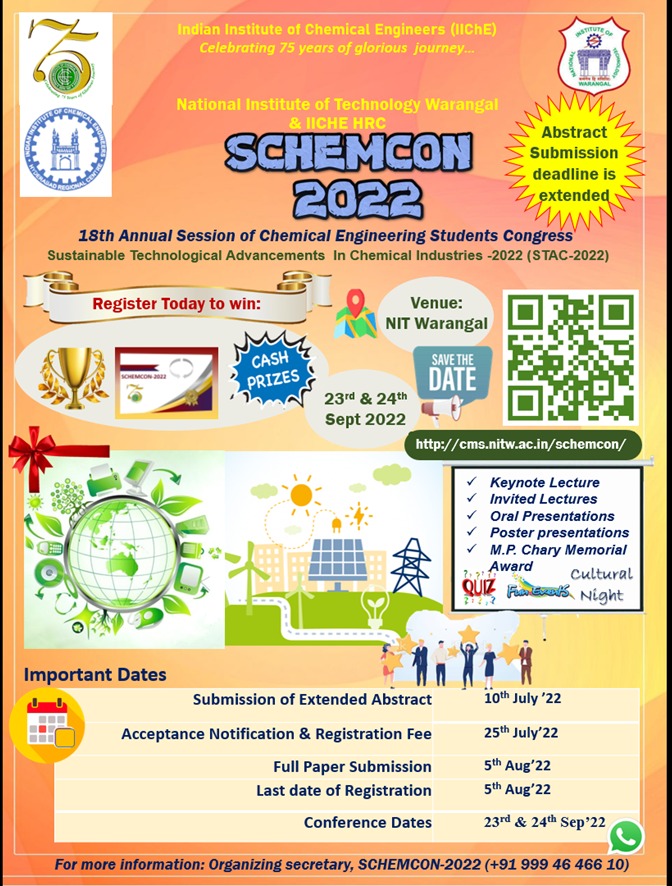 Indian Institute of Chemical Engineers (IIChE)
Celebrating 75 years of glorious journey...
National Institute of Technology Warangal
& IICHE HRC
SCHEMCON
2022
Abstract
Submission
deadline is
extended
18th Annual Session of Chemical Engineering Students Congress
Sustainable Technological Advancements In Chemical Industries -2022 (STAC-2022)
Register Today to win:
SCHEMCON-2022
CASH
PRIZES
Venue:
NIT Warangal
SAVE THE
DATE
23rd & 24th
Sept 2022
http://cms.nitw.ac.in/schemcon/
✓ Keynote Lecture
✓ Invited Lectures
✓ Oral Presentations
✓ Poster presentations
✓ M.P. Chary Memorial
Award
QUIZ
Fun Events
Cultural
Night
Important Dates
Submission of Extended Abstract 10th July ’22
Acceptance Notification & Registration Fee 25th July’22
Full Paper Submission 5th Aug’22
Last date of Registration 5th Aug’22
Conference Dates 23rd & 24th Sep’22
For more information: Organizing secretary, SCHEMCON-2022 (+91 999 46 466 10)